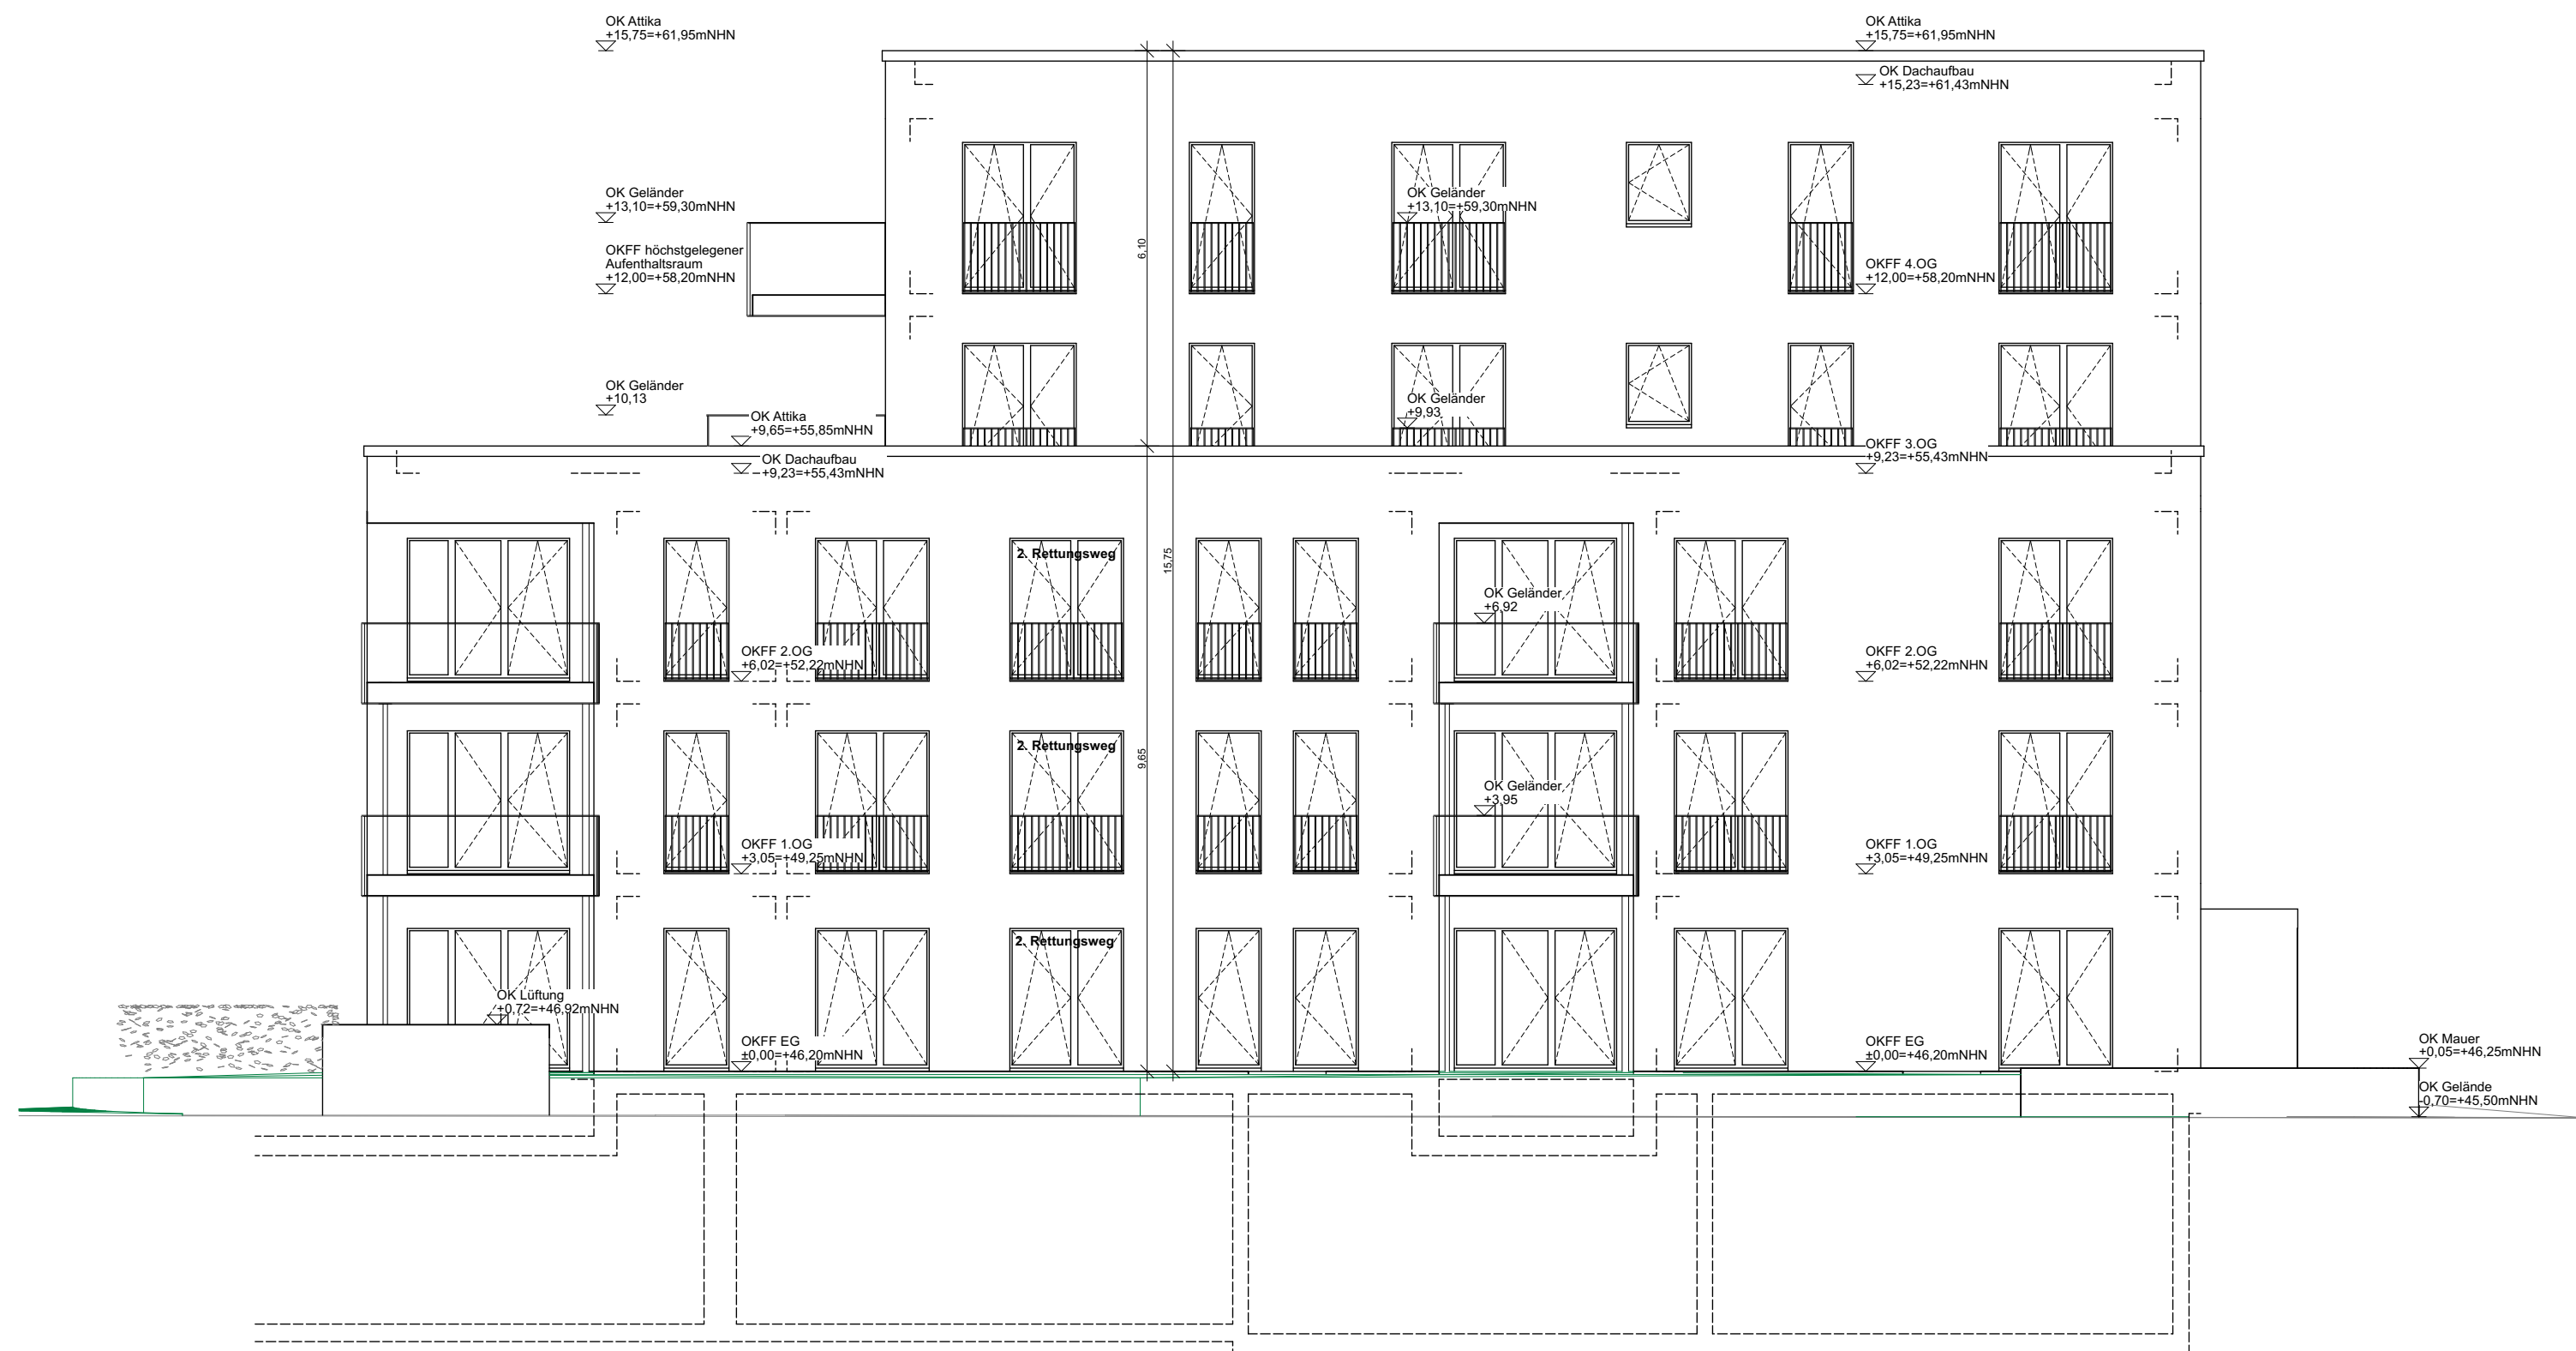 OK Attika
+15,75=+61,95mNHN
OK Attika
+15,75=+61,95mNHN
OK Dachaufbau
+15,23=+61,43mNHN
OK Geländer
+13,10=+59,30mNHN
OK Geländer
+13,10=+59,30mNHN
OKFF höchstgelegener
Aufenthaltsraum
+12,00=+58,20mNHN
6,10
OKFF 4.OG
+12,00=+58,20mNHN
OK Geländer
+10,13
OK Attika
+9,65=+55,85mNHN
OK Geländer
+9,93
OK Dachaufbau
+9,23=+55,43mNHN
OKFF 3.OG
+9,23=+55,43mNHN
2. Rettungsweg
15,75
OK Geländer
+6,92
OKFF 2.OG
+6,02=+52,22mNHN
OKFF 2.OG
+6,02=+52,22mNHN
2. Rettungsweg
9,65
OK Geländer
+3,95
OKFF 1.OG
+3,05=+49,25mNHN
OKFF 1.OG
+3,05=+49,25mNHN
2. Rettungsweg
OK Lüftung
+0,72=+46,92mNHN
OKFF EG
±0,00=+46,20mNHN
OKFF EG
±0,00=+46,20mNHN
OK Mauer
+0,05=+46,25mNHN
OK Gelände
-0,70=+45,50mNHN